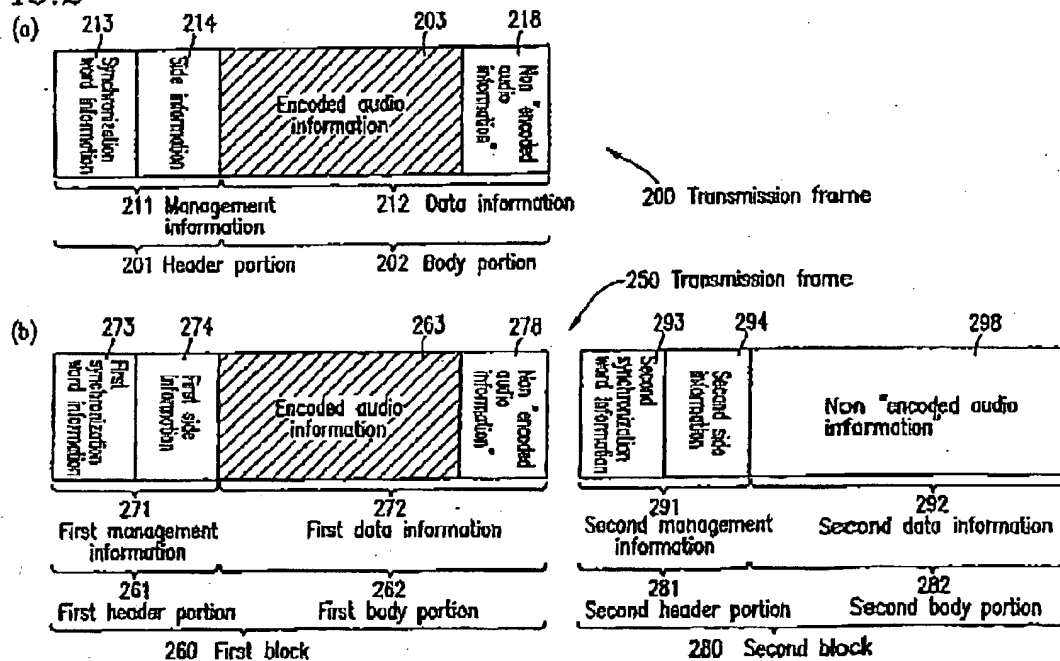 (a)
213 214 203 218
Synchronization
word information
Side information
Encoded audio
information
Non "encoded
audio
information"
211 Management
information
212 Data information
200 Transmission frame
201 Header portion
202 Body portion
250 Transmission frame
(b)
273 274 263 278 293 294 298
First
synchronization
word information
First side
information
Encoded audio
information
Non "encoded
audio
information"
Second
synchronization
word information
Second side
information
Non "encoded audio
information"
271
First management
information
272
First data information
291
Second management
information
292
Second data information
261
First header portion
262
First body portion
281
Second header portion
282
Second body portion
260 First block
280 Second block